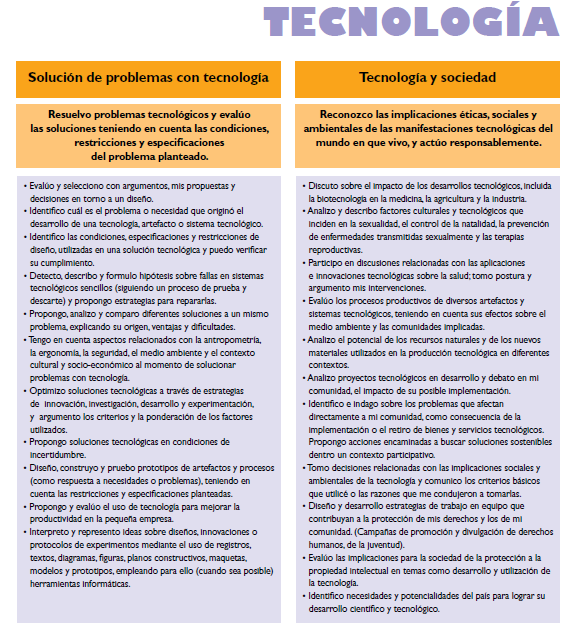 TECNOLOGÍA
Solución de problemas con tecnología
Resuelvo problemas tecnológicos y evalúo
las soluciones teniendo en cuenta las condiciones,
restricciones y especificaciones
del problema planteado.
• Evalúo y selecciono con argumentos, mis propuestas y
decisiones en torno a un diseño.
• Identifico cuál es el problema o necesidad que originó el
desarrollo de una tecnología, artefacto o sistema tecnológico.
• Identifico las condiciones, especificaciones y restricciones de
diseño, utilizadas en una solución tecnológica y puedo verificar
su cumplimiento.
• Detecto, describo y formulo hipótesis sobre fallas en sistemas
tecnológicos sencillos (siguiendo un proceso de prueba y
descarte) y propongo estrategias para repararlas.
• Propongo, analizo y comparo diferentes soluciones a un mismo
problema, explicando su origen, ventajas y dificultades.
• Tengo en cuenta aspectos relacionados con la antropometría,
la ergonomía, la seguridad, el medio ambiente y el contexto
cultural y socio-económico al momento de solucionar
problemas con tecnología.
• Optimizo soluciones tecnológicas a través de estrategias
de innovación, investigación, desarrollo y experimentación,
y argumento los criterios y la ponderación de los factores
utilizados.
• Propongo soluciones tecnológicas en condiciones de
incertidumbre.
• Diseño, construyo y pruebo prototipos de artefactos y procesos
(como respuesta a necesidades o problemas), teniendo en
cuenta las restricciones y especificaciones planteadas.
• Propongo y evalúo el uso de tecnología para mejorar la
productividad en la pequeña empresa.
• Interpreto y represento ideas sobre diseños, innovaciones o
protocolos de experimentos mediante el uso de registros,
textos, diagramas, figuras, planos constructivos, maquetas,
modelos y prototipos, empleando para ello (cuando sea posible)
herramientas informáticas.
Tecnología y sociedad
Reconozco las implicaciones éticas, sociales y
ambientales de las manifestaciones tecnológicas del
mundo en que vivo, y actúo responsablemente.
• Discuto sobre el impacto de los desarrollos tecnológicos, incluida
la biotecnología en la medicina, la agricultura y la industria.
• Analizo y describo factores culturales y tecnológicos que
inciden en la sexualidad, el control de la natalidad, la prevención
de enfermedades transmitidas sexualmente y las terapias
reproductivas.
• Participo en discusiones relacionadas con las aplicaciones
e innovaciones tecnológicas sobre la salud; tomo postura y
argumento mis intervenciones.
• Evalúo los procesos productivos de diversos artefactos y
sistemas tecnológicos, teniendo en cuenta sus efectos sobre el
medio ambiente y las comunidades implicadas.
• Analizo el potencial de los recursos naturales y de los nuevos
materiales utilizados en la producción tecnológica en diferentes
contextos.
• Analizo proyectos tecnológicos en desarrollo y debato en mi
comunidad, el impacto de su posible implementación.
• Identifico e indago sobre los problemas que afectan
directamente a mi comunidad, como consecuencia de la
implementación o el retiro de bienes y servicios tecnológicos.
Propongo acciones encaminadas a buscar soluciones sostenibles
dentro un contexto participativo.
• Tomo decisiones relacionadas con las implicaciones sociales y
ambientales de la tecnología y comunico los criterios básicos
que utilicé o las razones que me condujeron a tomarlas.
• Diseño y desarrollo estrategias de trabajo en equipo que
contribuyan a la protección de mis derechos y los de mi
comunidad. (Campañas de promoción y divulgación de derechos
humanos, de la juventud).
• Evalúo las implicaciones para la sociedad de la protección a la
propiedad intelectual en temas como desarrollo y utilización de
la tecnología.
• Identifico necesidades y potencialidades del país para lograr su
desarrollo científico y tecnológico.